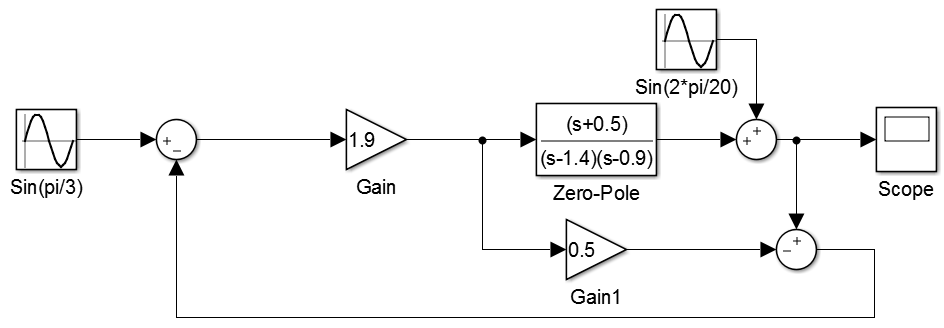 Sin(2*pi/20)
Sin(pi/3)
+
−
1.9
Gain
(s+0.5)
(s-1.4)(s-0.9)
Zero-Pole
+
+
Scope
0.5
Gain1
+
−